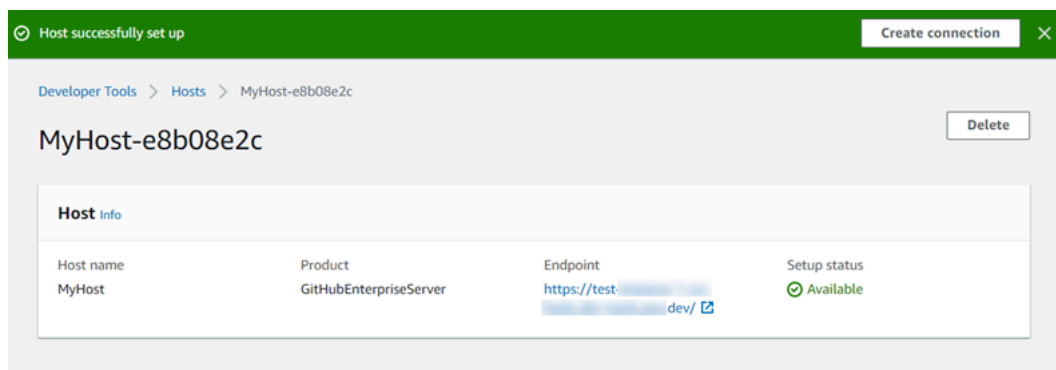 Host successfully set up
Create connection
Developer Tools > Hosts > MyHost-e8b08e2c
MyHost-e8b08e2c
Delete
Host Info
Host name
Product
Endpoint
Setup status
MyHost
GitHubEnterpriseServer
https://test-
dev/
Available